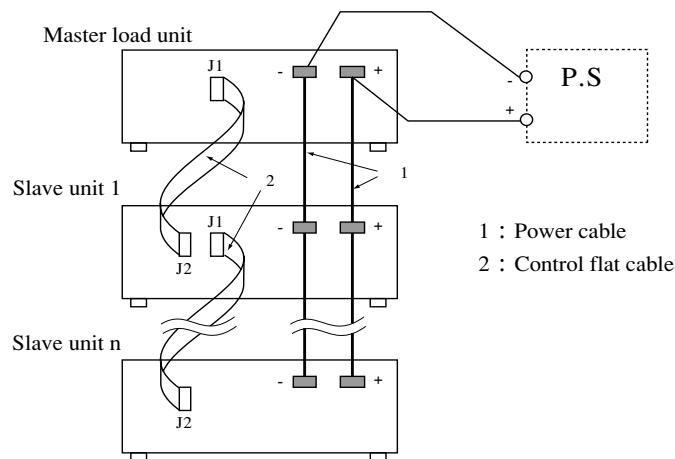 Master load unit
J1
-
+
-
P.S
+
1
2
Slave unit 1
J1
-
+
J2
1 : Power cable
2 : Control flat cable
Slave unit n
-
+
J2